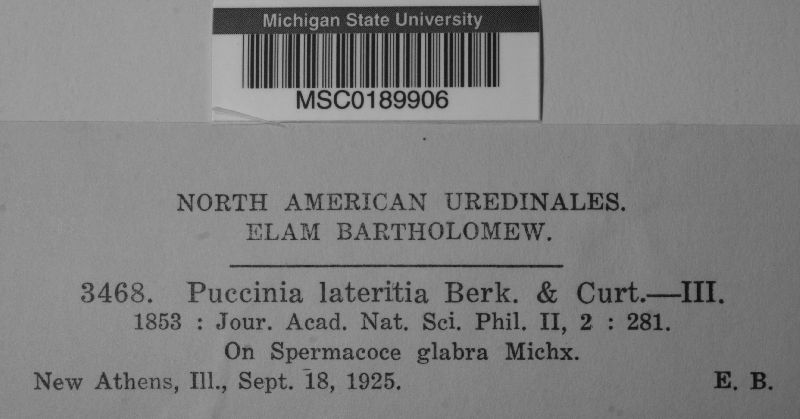 Michigan State University
MSC0189906
NORTH AMERICAN UREDINALES.
ELAM BARTHOLOMEW.
3468. Puccinia lateritia Berk. & Curt.—III.
1853 : Jour. Acad. Nat. Sci. Phil. II, 2 : 281.
On Spermacoce glabra Michx.
New Athens, Ill., Sept. 18, 1925. E. B.